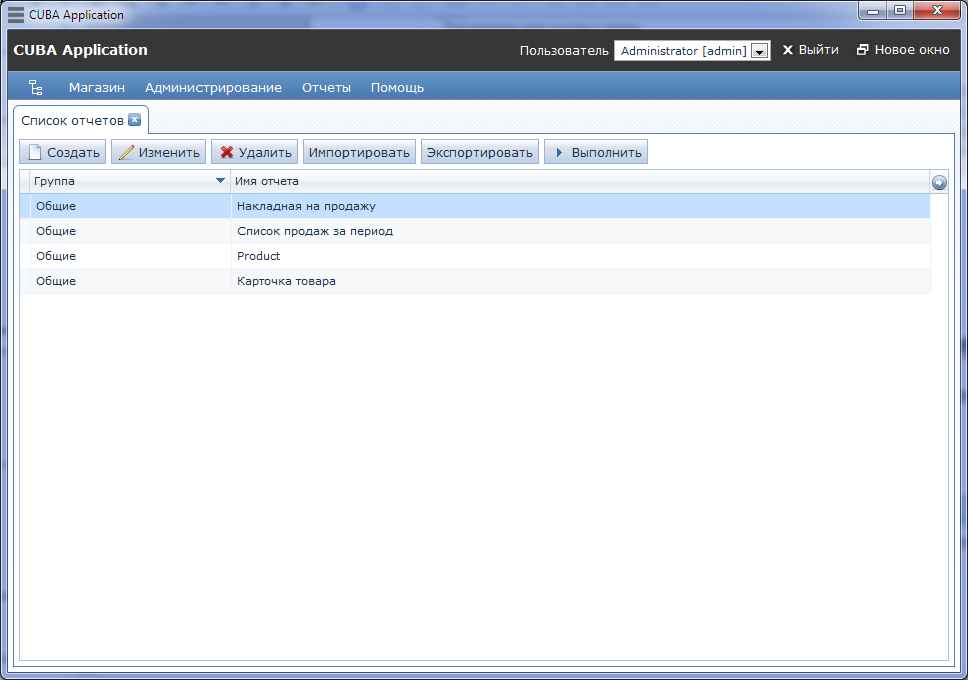 CUBA Application
CUBA Application Пользователь Administrator [admin] Выйти Новое окно
Магазин Администрирование Отчеты Помощь
Список отчетов
Создать Изменить Удалить Импортировать Экспортировать Выполнить
Группа Имя отчета
Общие Накладная на продажу
Общие Список продаж за период
Общие Product
Общие Карточка товара